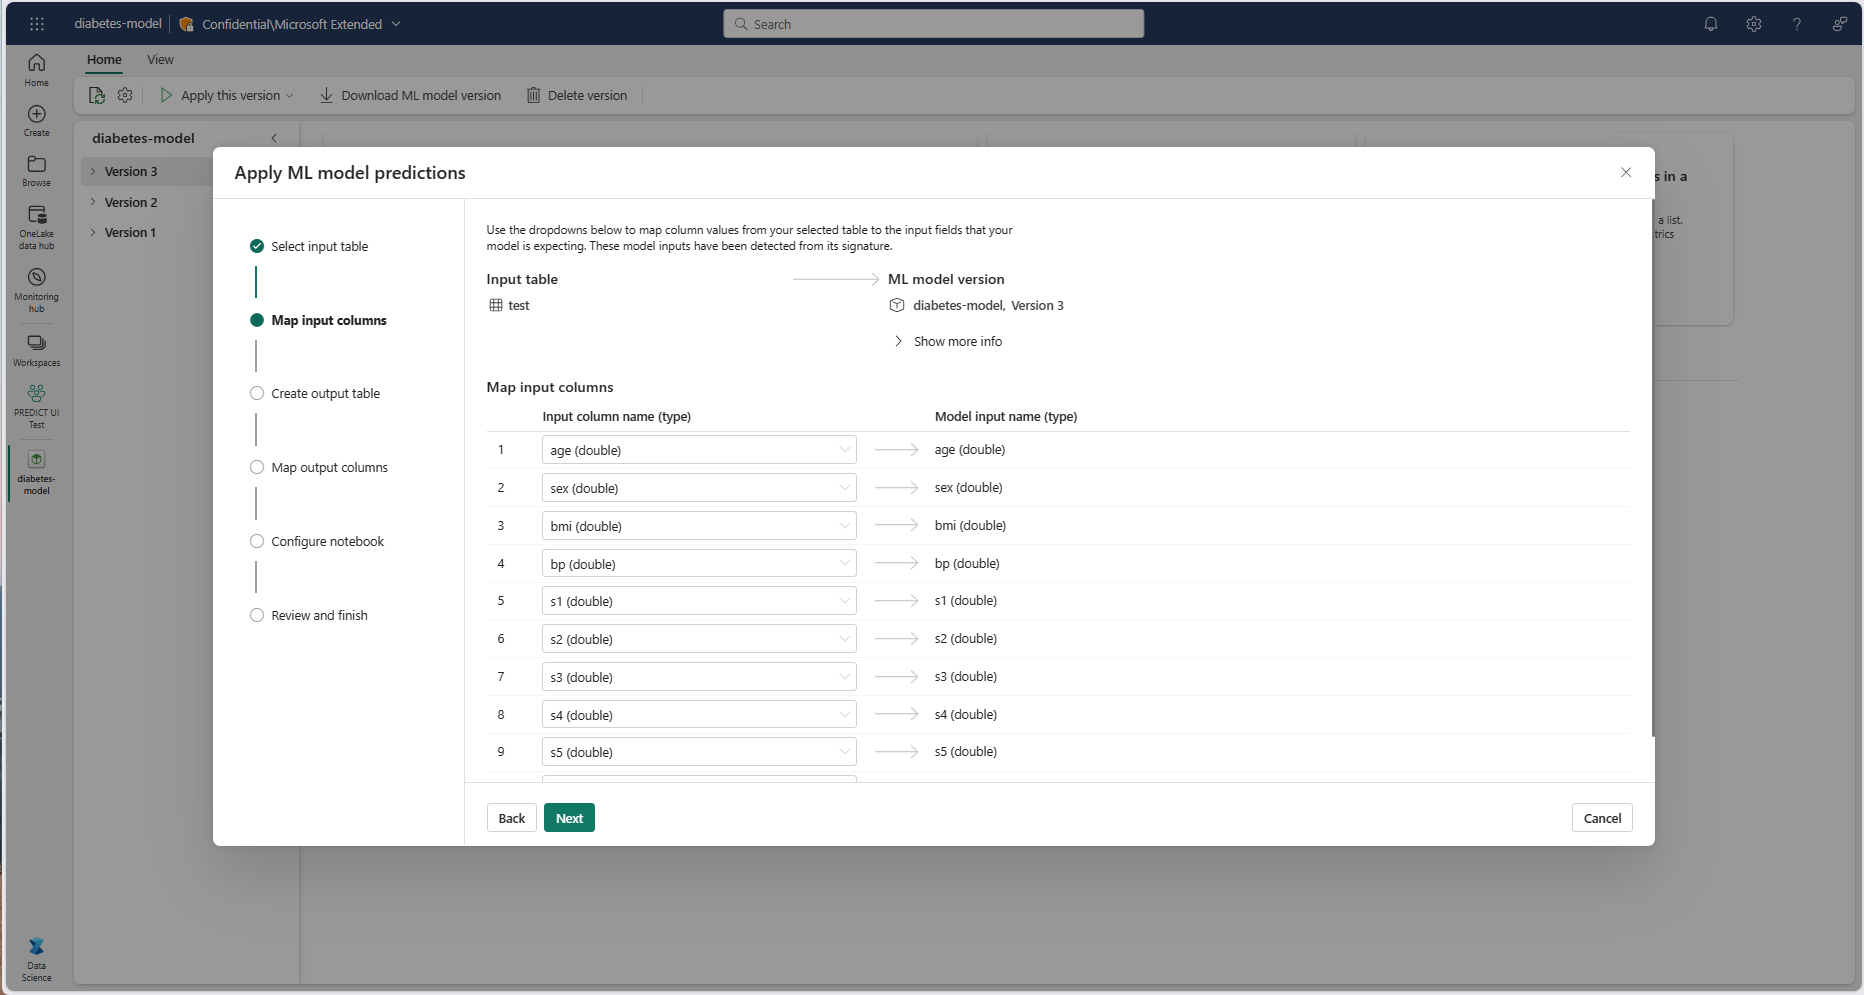 diabetes-model
Confidential\Microsoft Extended
Search
Home
View
Home
Create
Browse
OneLake
data hub
Monitoring
hub
Workspaces
PREDICT UI
Test
diabetes-
model
Data
Science
Apply this version
Download ML model version
Delete version
diabetes-model
Version 3
Version 2
Version 1
s in a
a list.
trics
Apply ML model predictions
Select input table
Map input columns
Create output table
Map output columns
Configure notebook
Review and finish
Use the dropdowns below to map column values from your selected table to the input fields that your
model is expecting. These model inputs have been detected from its signature.
Input table
ML model version
test
diabetes-model, Version 3
Show more info
Map input columns
Input column name (type)
Model input name (type)
1 age (double) age (double)
2 sex (double) sex (double)
3 bmi (double) bmi (double)
4 bp (double) bp (double)
5 s1 (double) s1 (double)
6 s2 (double) s2 (double)
7 s3 (double) s3 (double)
8 s4 (double) s4 (double)
9 s5 (double) s5 (double)
Back
Next
Cancel